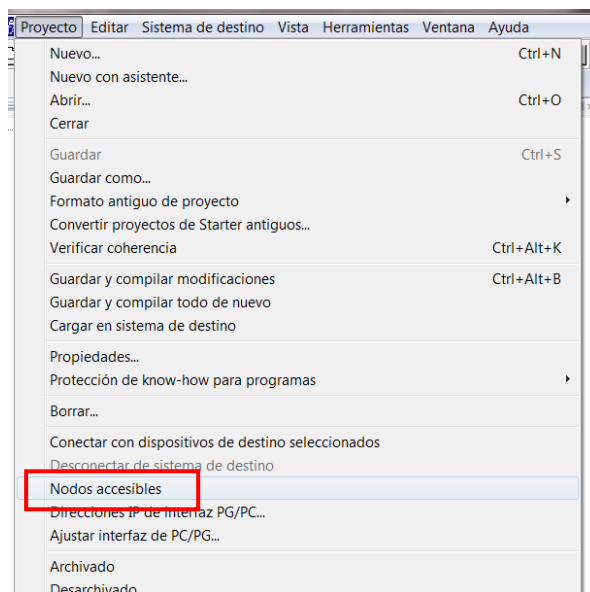 Proyecto Editar Sistema de destino Vista Herramientas Ventana Ayuda
Nuevo... Ctrl+N
Nuevo con asistente...
Abrir... Ctrl+O
Cerrar
Guardar Ctrl+S
Guardar como...
Formato antiguo de proyecto
Convertir proyectos de Starter antiguos...
Verificar coherencia Ctrl+Alt+K
Guardar y compilar modificaciones Ctrl+Alt+B
Guardar y compilar todo de nuevo
Cargar en sistema de destino
Propiedades...
Protección de know-how para programas
Borrar...
Conectar con dispositivos de destino seleccionados
Desconectar de sistema de destino
Nodos accesibles
Direcciones IP de interfaz PG/PC...
Ajustar interfaz de PC/PG...
Archivado
Desarchivado